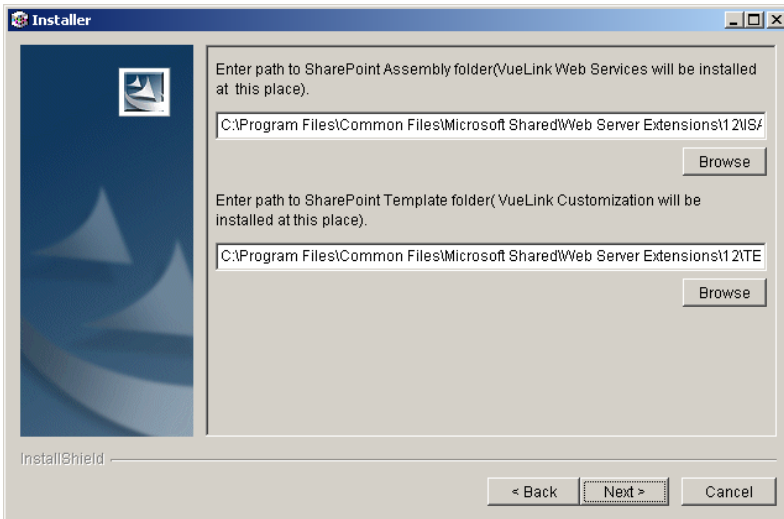 Installer
Enter path to SharePoint Assembly folder(VueLink Web Services will be installed
at this place).
C:\Program Files\Common Files\Microsoft Shared\Web Server Extensions\12\ISA
Browse
Enter path to SharePoint Template folder( VueLink Customization will be
installed at this place).
C:\Program Files\Common Files\Microsoft Shared\Web Server Extensions\12\TE
Browse
InstallShield
< Back
Next >
Cancel